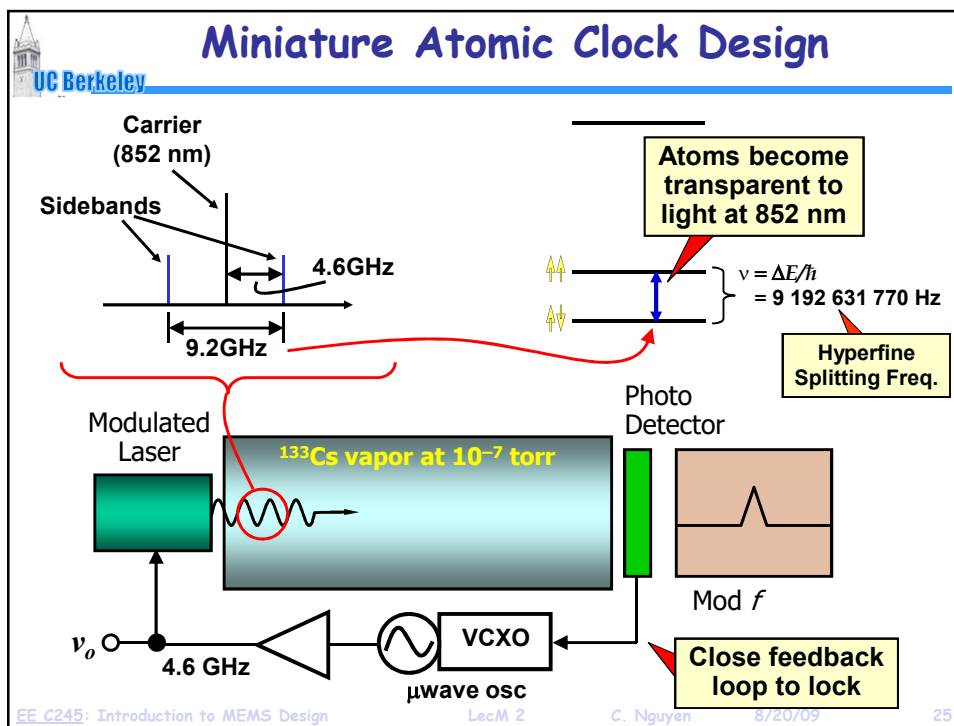 Miniature Atomic Clock Design
UC Berkeley
Carrier
(852 nm)
Sidebands
4.6GHz
9.2GHz
Atoms become
transparent to
light at 852 nm
ν = ΔE/ħ
= 9 192 631 770 Hz
Hyperfine
Splitting Freq.
Modulated
Laser
¹³³Cs vapor at 10⁻⁷ torr
Photo
Detector
Mod f
vₒ
4.6 GHz
VCXO
μwave osc
Close feedback
loop to lock
EE C245: Introduction to MEMS Design LecM 2 C. Nguyen 8/20/09 25